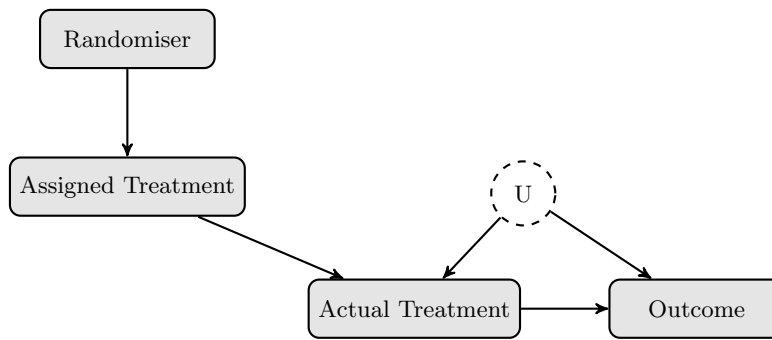 Randomiser
Assigned Treatment
U
Actual Treatment
Outcome